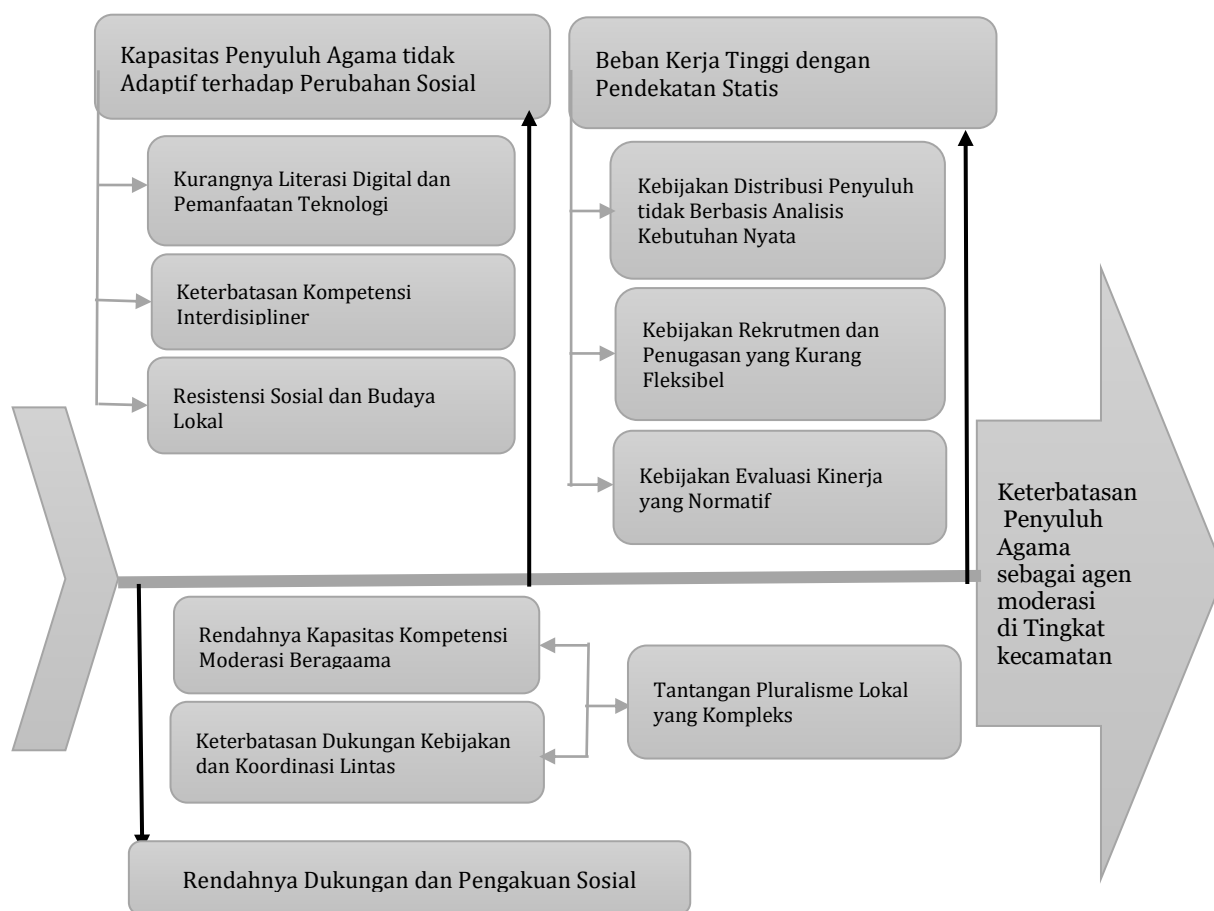 Kapasitas Penyuluh Agama tidak
Adaptif terhadap Perubahan Sosial
Beban Kerja Tinggi dengan
Pendekatan Statis
Kurangnya Literasi Digital dan
Pemanfaatan Teknologi
Keterbatasan Kompetensi
Interdisipliner
Resistensi Sosial dan Budaya
Lokal
Kebijakan Distribusi Penyuluh
tidak Berbasis Analisis
Kebutuhan Nyata
Kebijakan Rekrutmen dan
Penugasan yang Kurang
Fleksibel
Kebijakan Evaluasi Kinerja
yang Normatif
Keterbatasan
Penyuluh
Agama
sebagai agen
moderasi
di Tingkat
kecamatan
Rendahnya Kapasitas Kompetensi
Moderasi Beragaama
Keterbatasan Dukungan Kebijakan
dan Koordinasi Lintas
Tantangan Pluralisme Lokal
yang Kompleks
Rendahnya Dukungan dan Pengakuan Sosial